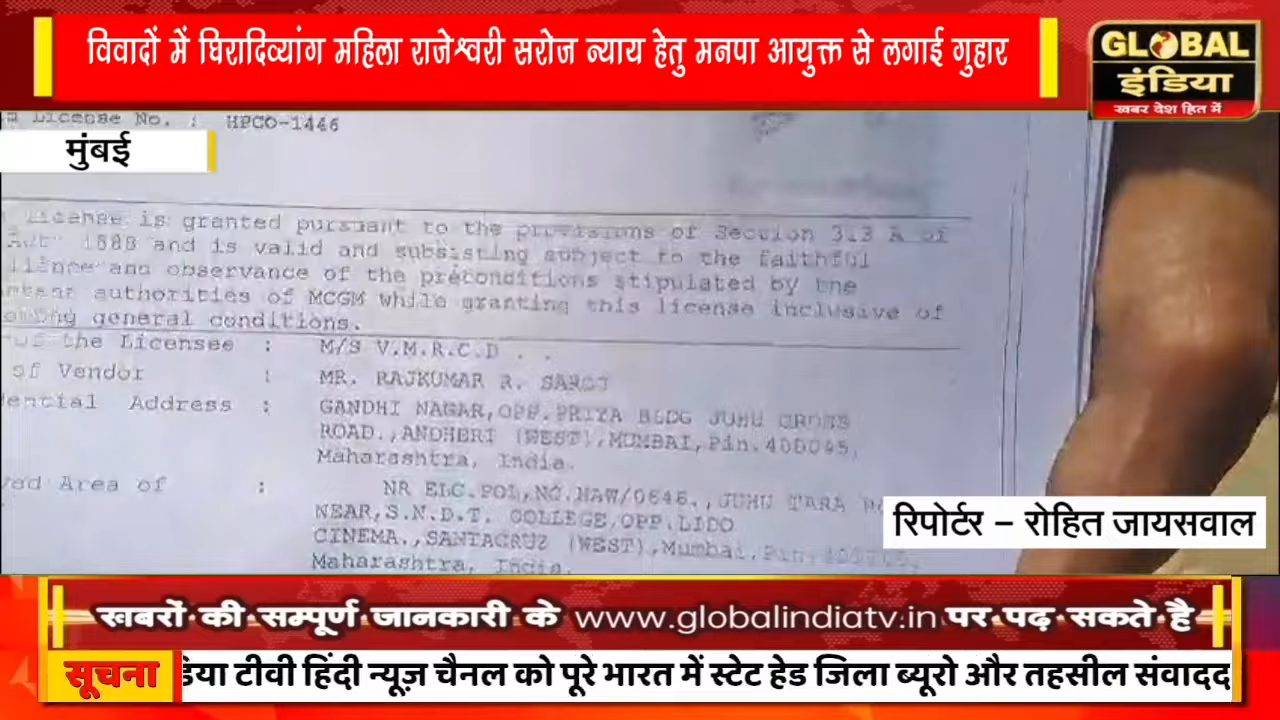 विवादों में घिरादिव्यांग महिला राजेश्वरी सरोज न्याय हेतु मनपा आयुक्त से लगाई गुहार
GLOBAL
इंडिया
खबर देश हित में
मुंबई
License No. : HPCO-1446
license is granted pursuant to the provisions of Section 313 A of
Act 1888 and is valid and subsisting subject to the faithful
and observance of the preconditions stipulated by the
authorities of MCGM while granting this license inclusive of
general conditions.
of the Licensee : M/S V.M.R.C.D . .
of Vendor : MR. RAJKUMAR R. SAROJ
ential Address : GANDHI NAGAR,OPP.PRIYA BLDG JUHU CROSS
ROAD.,ANDHERI (WEST),MUMBAI,Pin.
Maharashtra, India.
ved Area of : NR ELC.POL,NO.HAW/0646.,JUHU TARA
NEAR,S.N.D.T. COLLEGE,OPP.LIDO
CINEMA.,SANTACRUZ (WEST),Mumbai,
Maharashtra, India.
रिपोर्टर – रोहित जायसवाल
खबरों की सम्पूर्ण जानकारी के www.globalindiatv.in पर पढ़ सकते है
सूचना
डिया टीवी हिंदी न्यूज़ चैनल को पूरे भारत में स्टेट हेड जिला ब्यूरो और तहसील संवादद